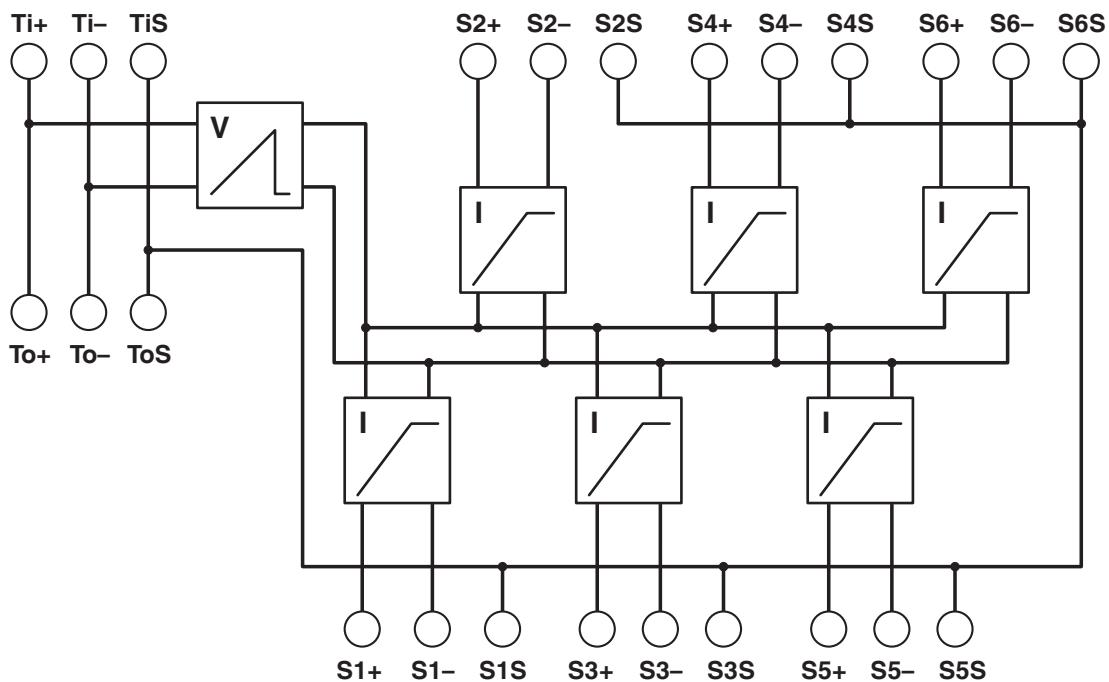 Ti+ Ti– TiS S2+ S2– S2S S4+ S4– S4S S6+ S6– S6S
V
I I I
To+ To– ToS
I I I
S1+ S1– S1S S3+ S3– S3S S5+ S5– S5S